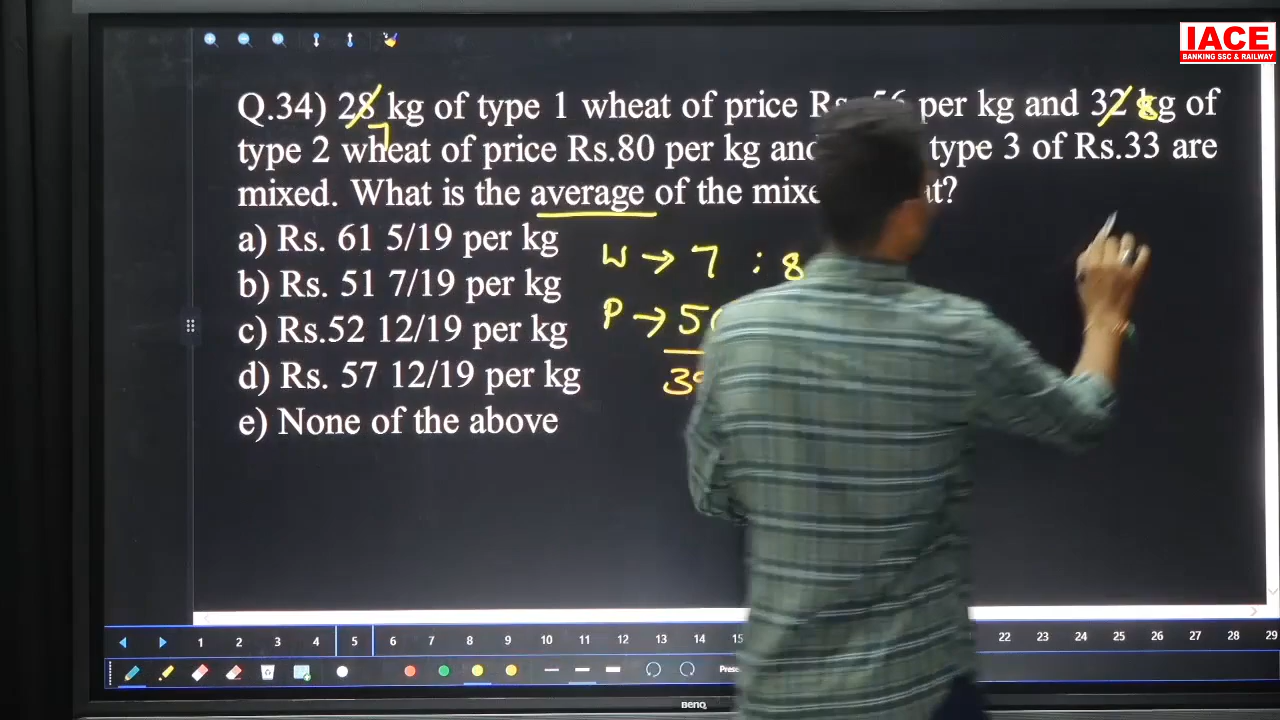 IACE
BANKING SSC & RAILWAY
Q.34) 28 kg of type 1 wheat of price Rs. 56 per kg and 32 kg of
7 8
type 2 wheat of price Rs.80 per kg and type 3 of Rs.33 are
mixed. What is the average of the mixed
a) Rs. 61 5/19 per kg
b) Rs. 51 7/19 per kg
c) Rs.52 12/19 per kg
d) Rs. 57 12/19 per kg
e) None of the above
W → 7 : 8
P → 5
39
1 2 3 4 5 6 7 8 9 10 11 12 13 14 15 22 23 24 25 26 27 28 29
BenQ